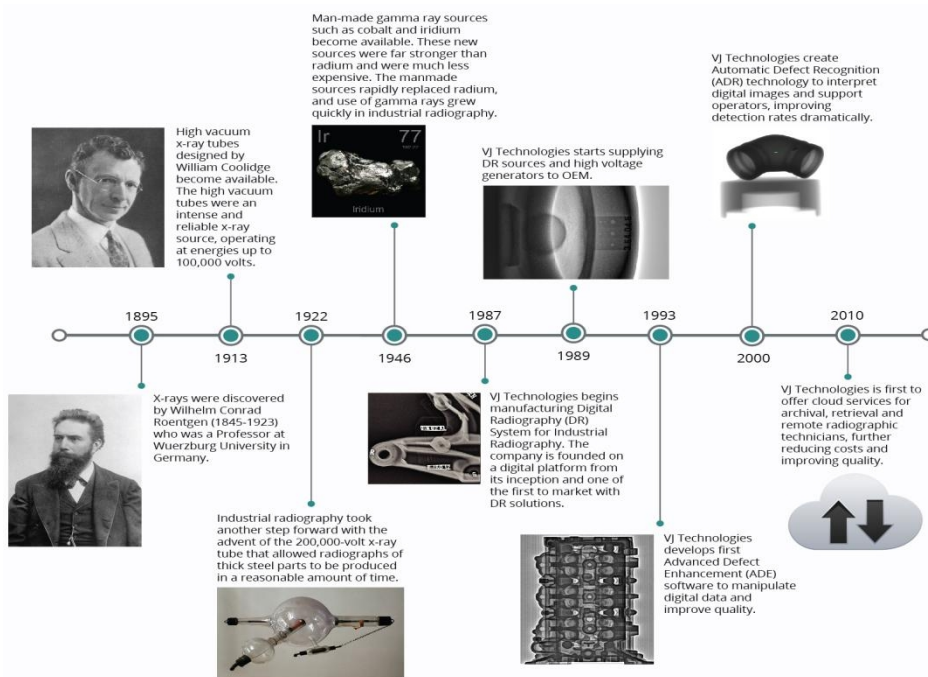 Man-made gamma ray sources
such as cobalt and iridium
become available. These new
sources were far stronger than
radium and were much less
expensive. The manmade
sources rapidly replaced radium,
and use of gamma rays grew
quickly in industrial radiography.
VJ Technologies create
Automatic Defect Recognition
(ADR) technology to interpret
digital images and support
operators, improving
detection rates dramatically.
High vacuum
x-ray tubes
designed by
William Coolidge
become available.
The high vacuum
tubes were an
intense and
reliable x-ray
source, operating
at energies up to
100,000 volts.
Ir
77
Iridium
VJ Technologies starts supplying
DR sources and high voltage
generators to OEM.
1895
1913
1922
1946
1987
1989
1993
2000
2010
X-rays were discovered
by Wilhelm Conrad
Roentgen (1845-1923)
who was a Professor at
Wuerzburg University in
Germany.
Industrial radiography took
another step forward with the
advent of the 200,000-volt x-ray
tube that allowed radiographs of
thick steel parts to be produced
in a reasonable amount of time.
VJ Technologies begins
manufacturing Digital
Radiography (DR)
System for Industrial
Radiography. The
company is founded on
a digital platform from
its inception and one of
the first to market with
DR solutions.
VJ Technologies
develops first
Advanced Defect
Enhancement (ADE)
software to manipulate
digital data and
improve quality.
VJ Technologies is first to
offer cloud services for
archival, retrieval and
remote radiographic
technicians, further
reducing costs and
improving quality.